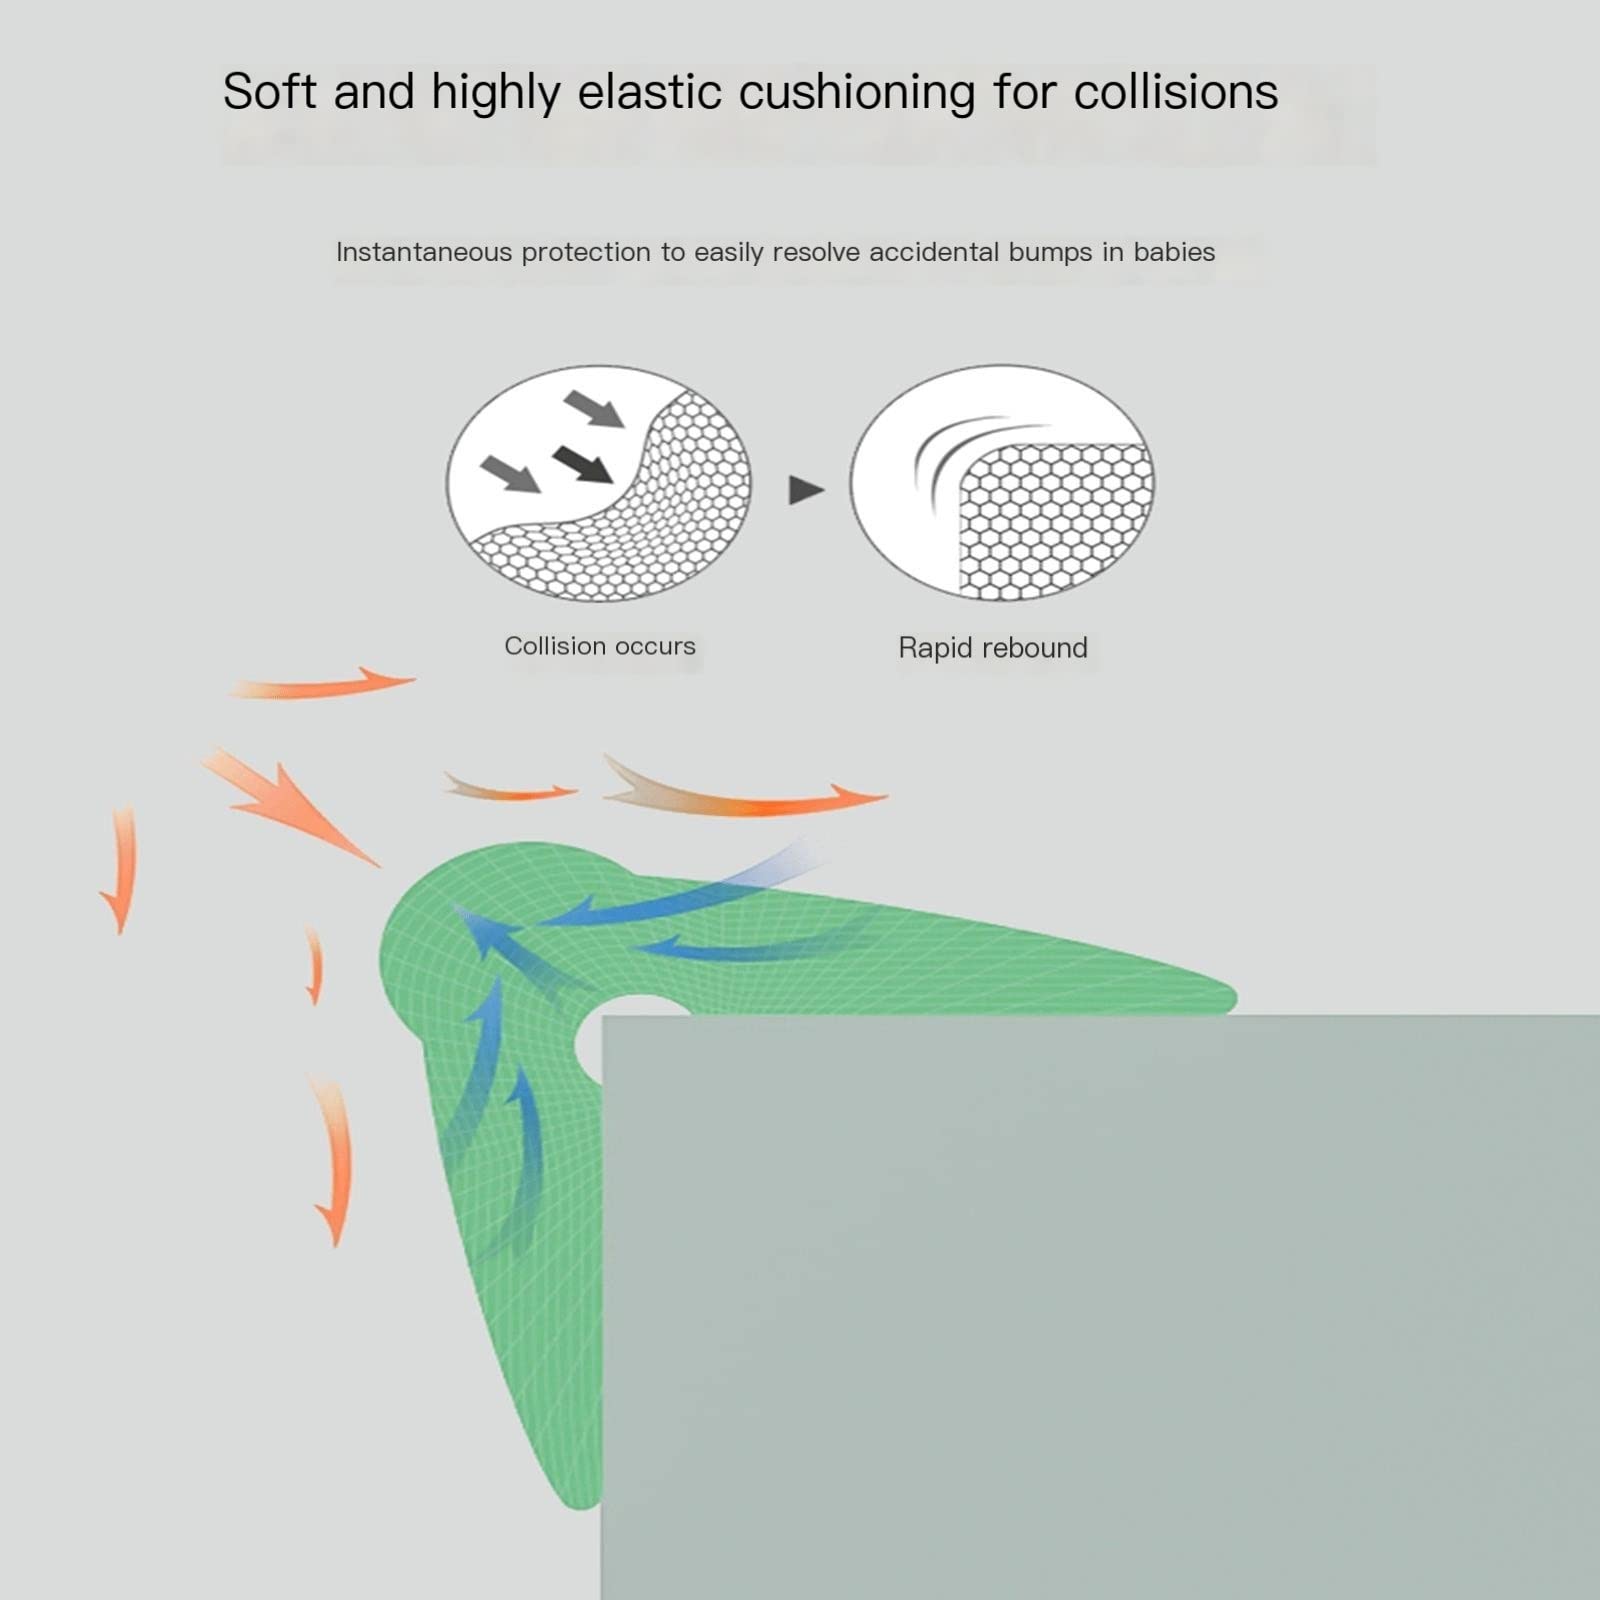 Soft and highly elastic cushioning for collisions
Instantaneous protection to easily resolve accidental bumps in babies
Collision occurs
Rapid rebound